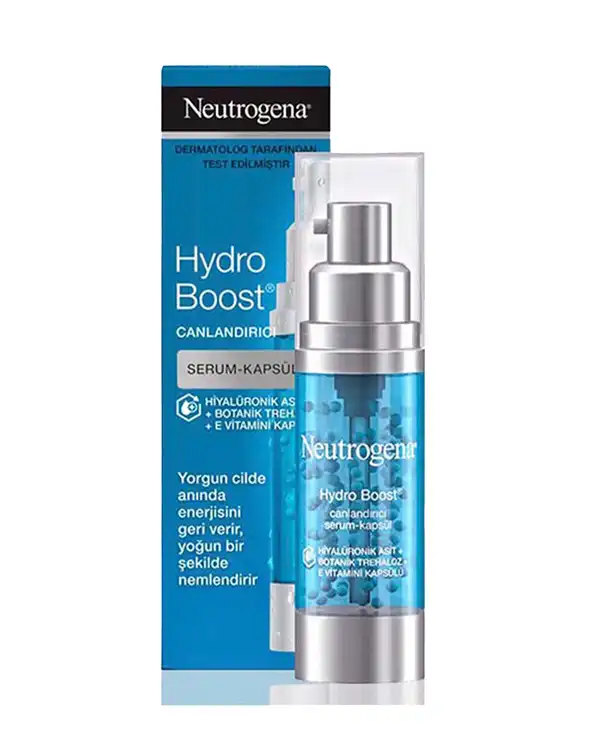 Neutrogena®
DERMATOLOG TARAFINDAN
TEST EDİLMİŞTİR
Hydro
Boost®
CANLANDIRICI
SERUM-KAPSÜL
HİYALÜRONİK ASİ
+ BOTANİK TREHAL
+ E VİTAMİNİ KAP
Yorgun cilde
anında
enerjisini
geri verir,
yoğun bir
şekilde
nemlendirir
Neutrogena®
Hydro Boost®
canlandırıcı
serum-kapsül
HİYALÜRONİK ASİT +
BOTANİK TREHALOZ +
E VİTAMİNİ KAPSÜLÜ